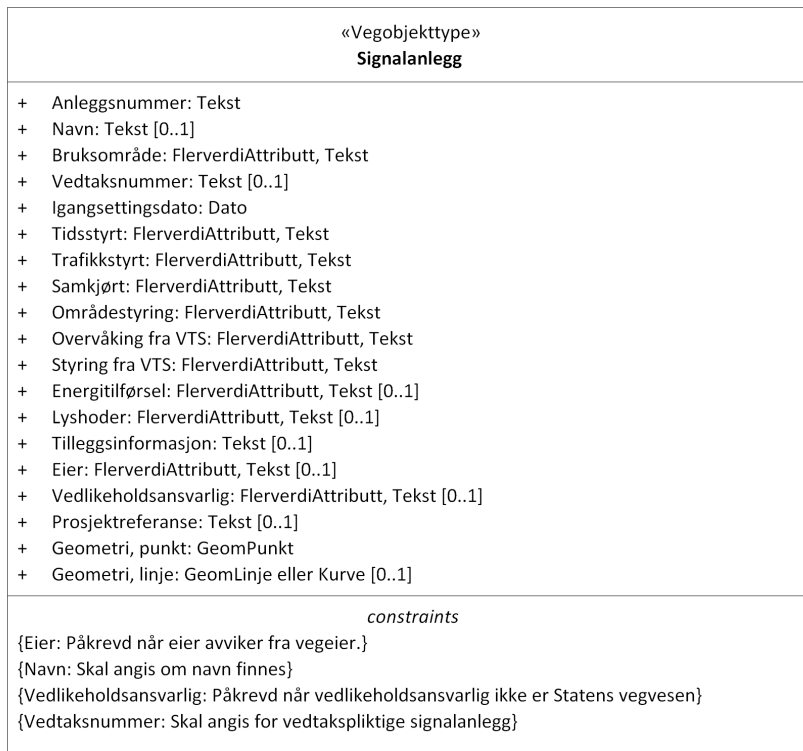 «Vegobjekttype»
Signalanlegg
+ Anleggsnummer: Tekst
+ Navn: Tekst [0..1]
+ Bruksområde: FlerverdiAttributt, Tekst
+ Vedtaksnummer: Tekst [0..1]
+ Igangsettingsdato: Dato
+ Tidsstyrt: FlerverdiAttributt, Tekst
+ Trafikkstyrt: FlerverdiAttributt, Tekst
+ Samkjørt: FlerverdiAttributt, Tekst
+ Områdestyring: FlerverdiAttributt, Tekst
+ Overvåking fra VTS: FlerverdiAttributt, Tekst
+ Styring fra VTS: FlerverdiAttributt, Tekst
+ Energitilførsel: FlerverdiAttributt, Tekst [0..1]
+ Lyshoder: FlerverdiAttributt, Tekst [0..1]
+ Tilleggsinformasjon: Tekst [0..1]
+ Eier: FlerverdiAttributt, Tekst [0..1]
+ Vedlikeholdsansvarlig: FlerverdiAttributt, Tekst [0..1]
+ Prosjektreferanse: Tekst [0..1]
+ Geometri, punkt: GeomPunkt
+ Geometri, linje: GeomLinje eller Kurve [0..1]
constraints
{Eier: Påkrevd når eier avviker fra vegeier.}
{Navn: Skal angis om navn finnes}
{Vedlikeholdsansvarlig: Påkrevd når vedlikeholdsansvarlig ikke er Statens vegvesen}
{Vedtaksnummer: Skal angis for vedtakspliktige signalanlegg}